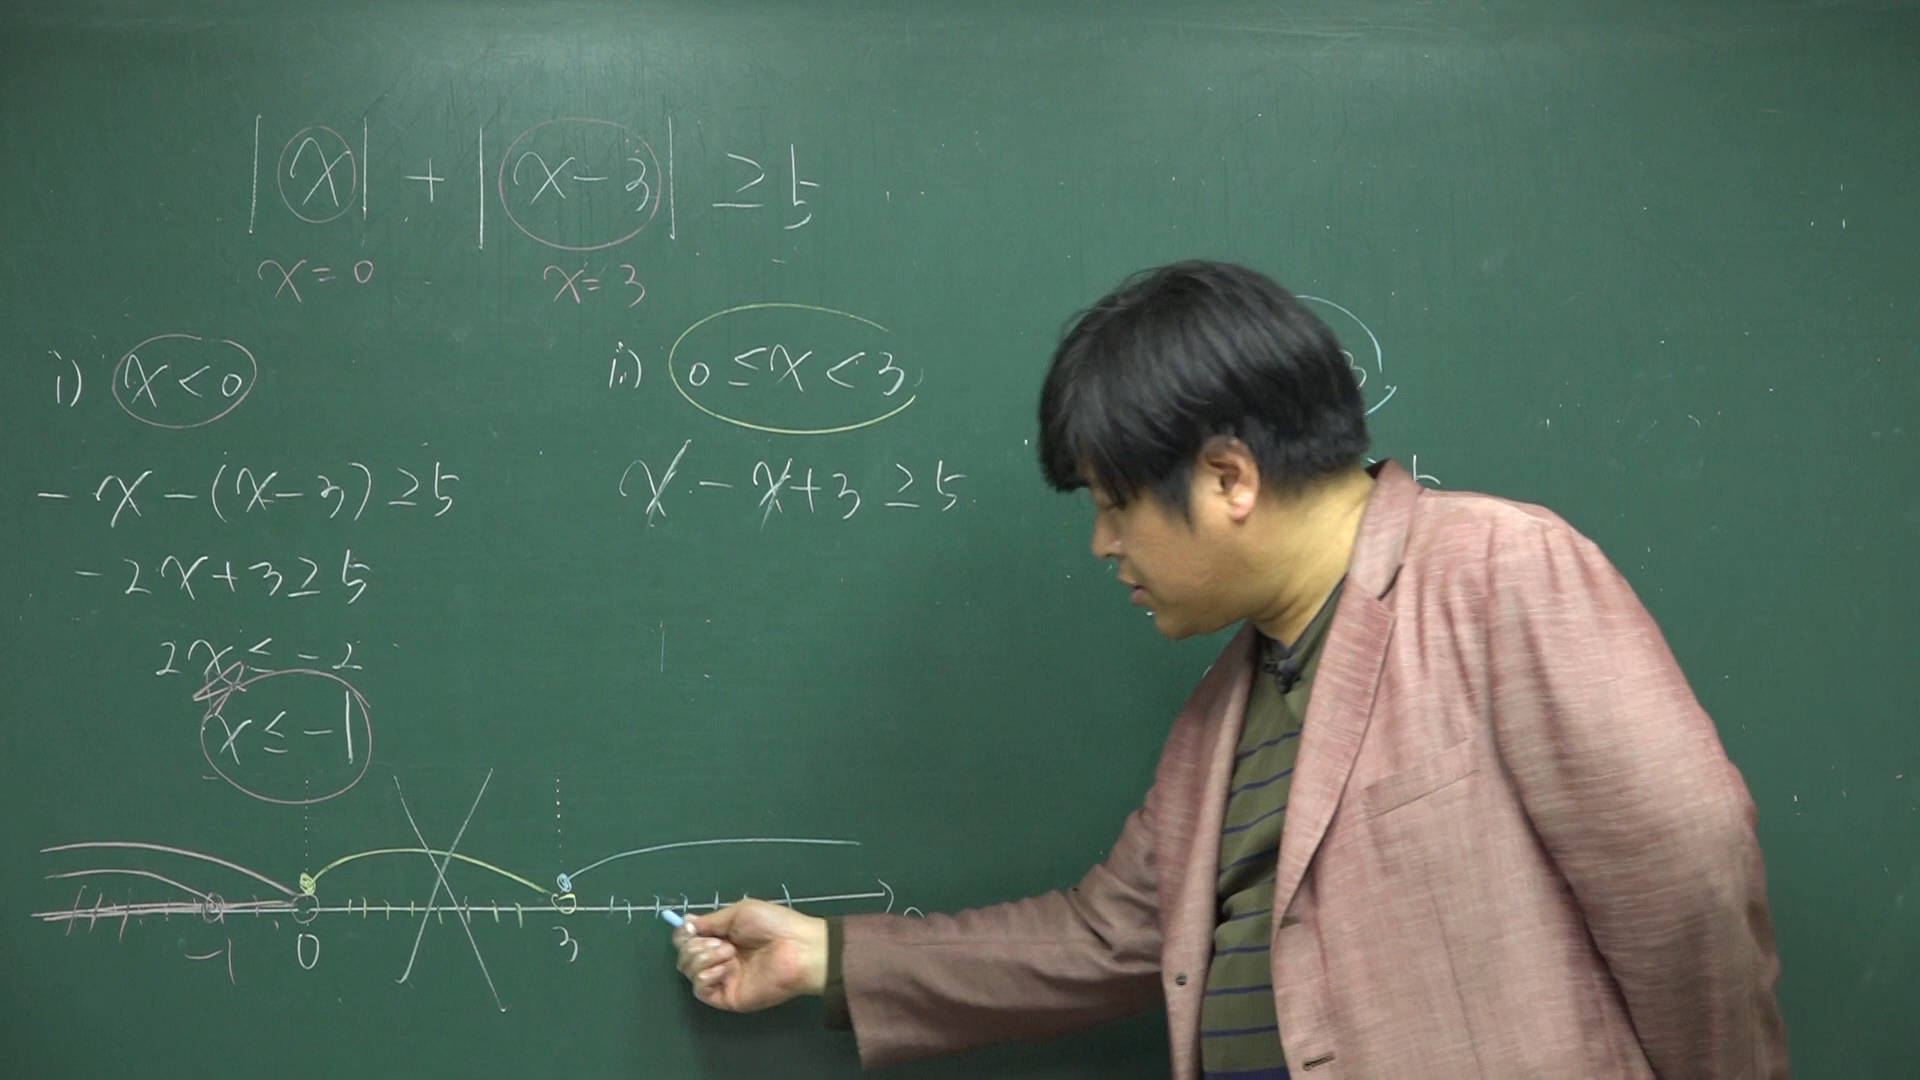 |x| + |x-3| ≥ 5
x=0 x=3
i) x<0
-x-(x-3)≥5
-2x+3≥5
2x≤-2
x≤-1
ii) 0≤x<3
x-x+3≥5
3
-1 0 3